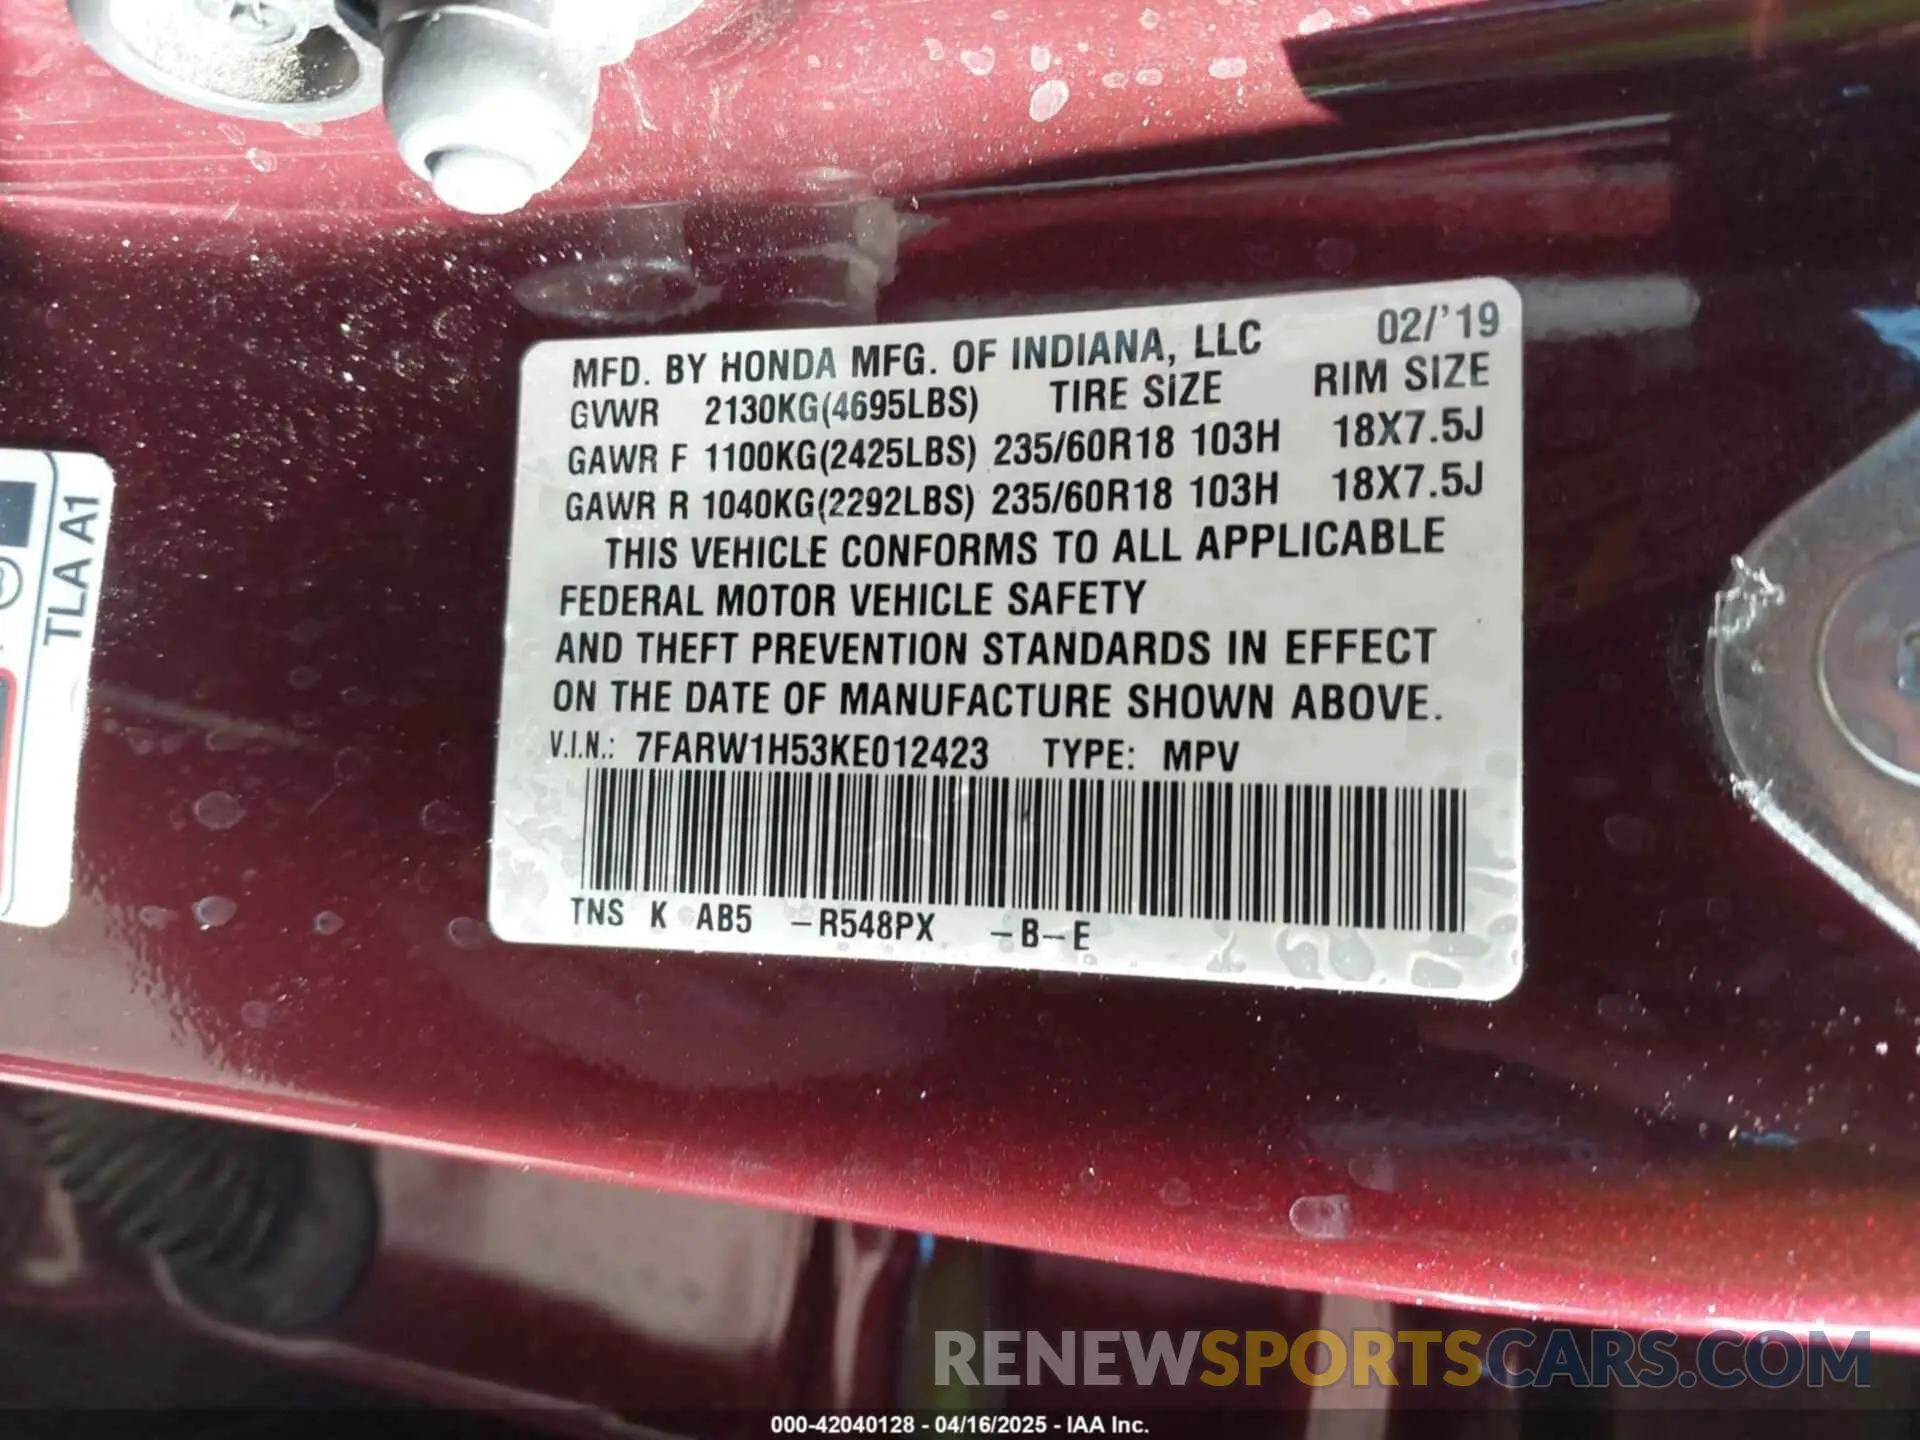 MFD. BY HONDA MFG. OF INDIANA, LLC 02/'19
GVWR 2130KG(4695LBS) TIRE SIZE RIM SIZE
GAWR F 1100KG(2425LBS) 235/60R18 103H 18X7.5J
GAWR R 1040KG(2292LBS) 235/60R18 103H 18X7.5J
THIS VEHICLE CONFORMS TO ALL APPLICABLE
FEDERAL MOTOR VEHICLE SAFETY
AND THEFT PREVENTION STANDARDS IN EFFECT
ON THE DATE OF MANUFACTURE SHOWN ABOVE.
V.I.N.: 7FARW1H53KE012423 TYPE: MPV
TNS K AB5 -R548PX -B-E
TLA A1
RENEWSPORTSCARS.COM
000-42040128 - 04/16/2025 - IAA Inc.